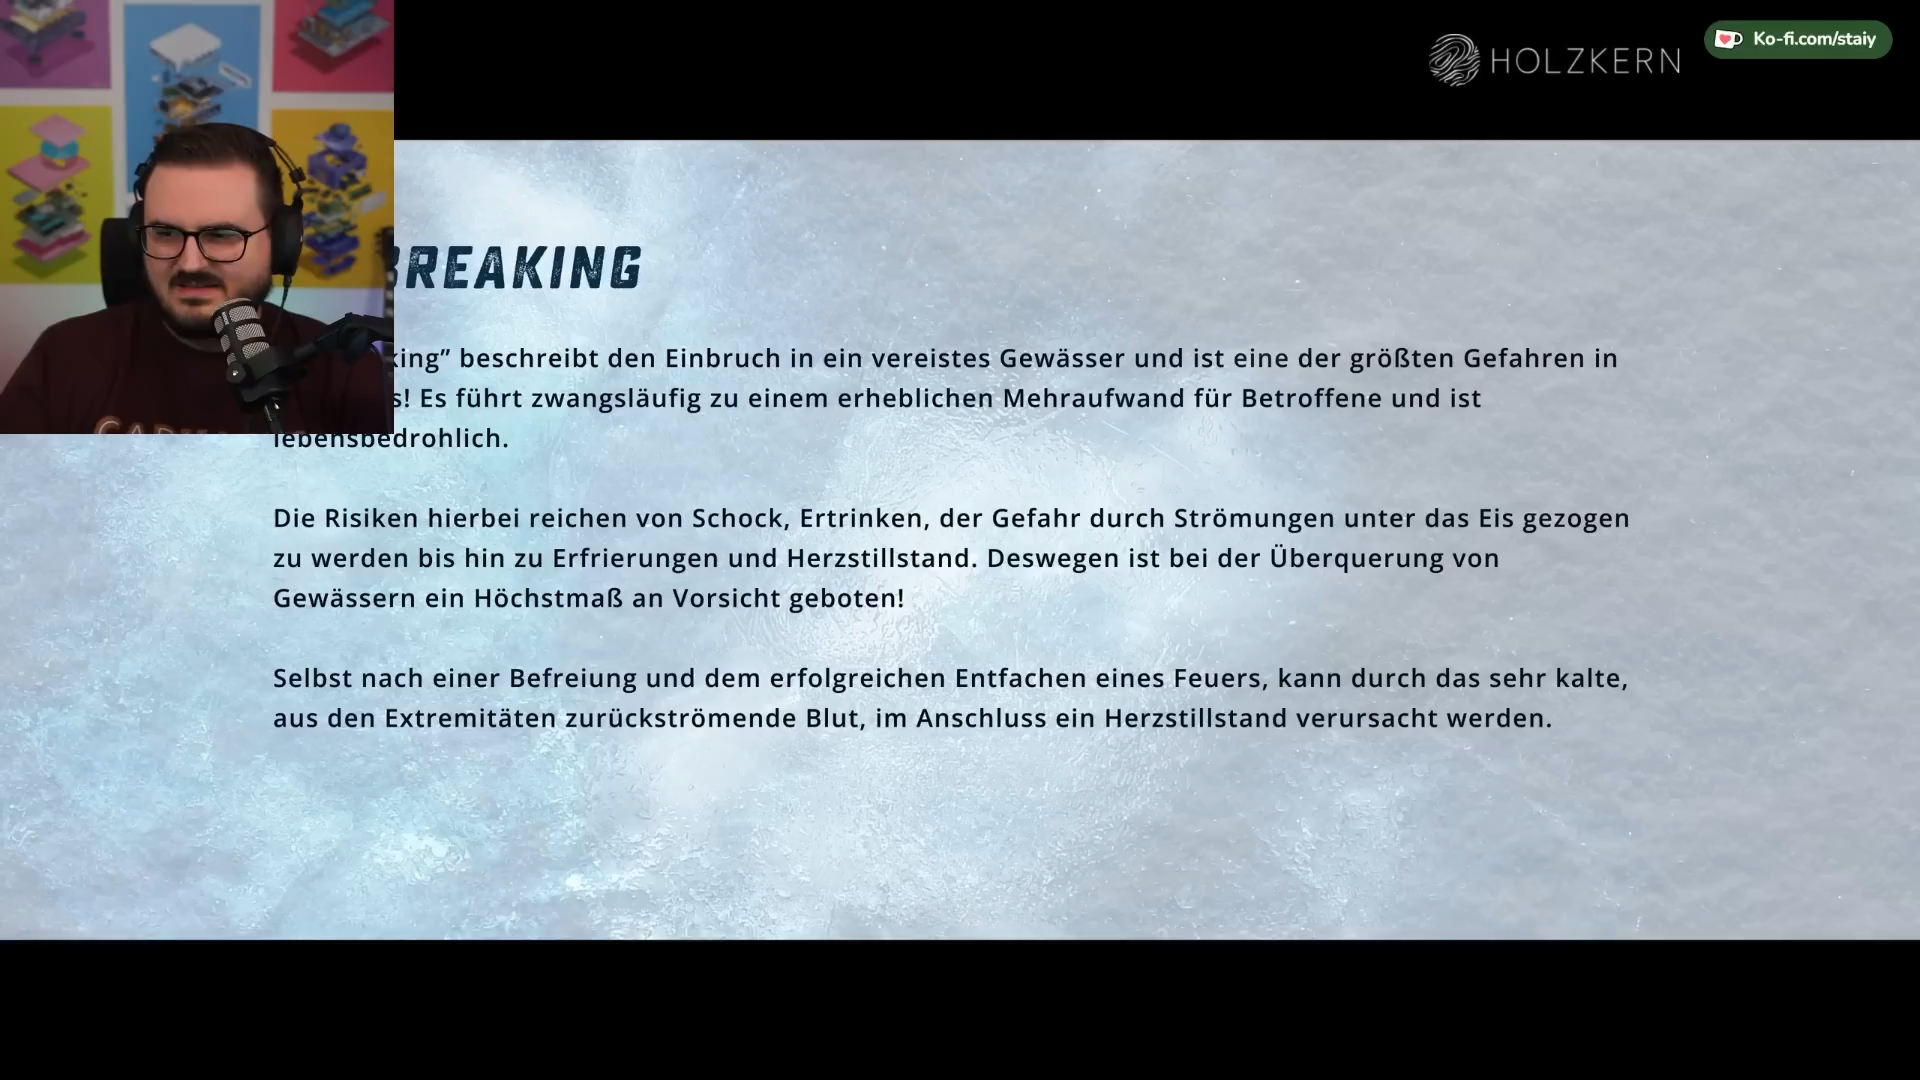 HOLZKERN
Ko-fi.com/staiy
BREAKING
king” beschreibt den Einbruch in ein vereistes Gewässer und ist eine der größten Gefahren in
s! Es führt zwangsläufig zu einem erheblichen Mehraufwand für Betroffene und ist
lebensbedrohlich.
Die Risiken hierbei reichen von Schock, Ertrinken, der Gefahr durch Strömungen unter das Eis gezogen
zu werden bis hin zu Erfrierungen und Herzstillstand. Deswegen ist bei der Überquerung von
Gewässern ein Höchstmaß an Vorsicht geboten!
Selbst nach einer Befreiung und dem erfolgreichen Entfachen eines Feuers, kann durch das sehr kalte,
aus den Extremitäten zurückströmende Blut, im Anschluss ein Herzstillstand verursacht werden.